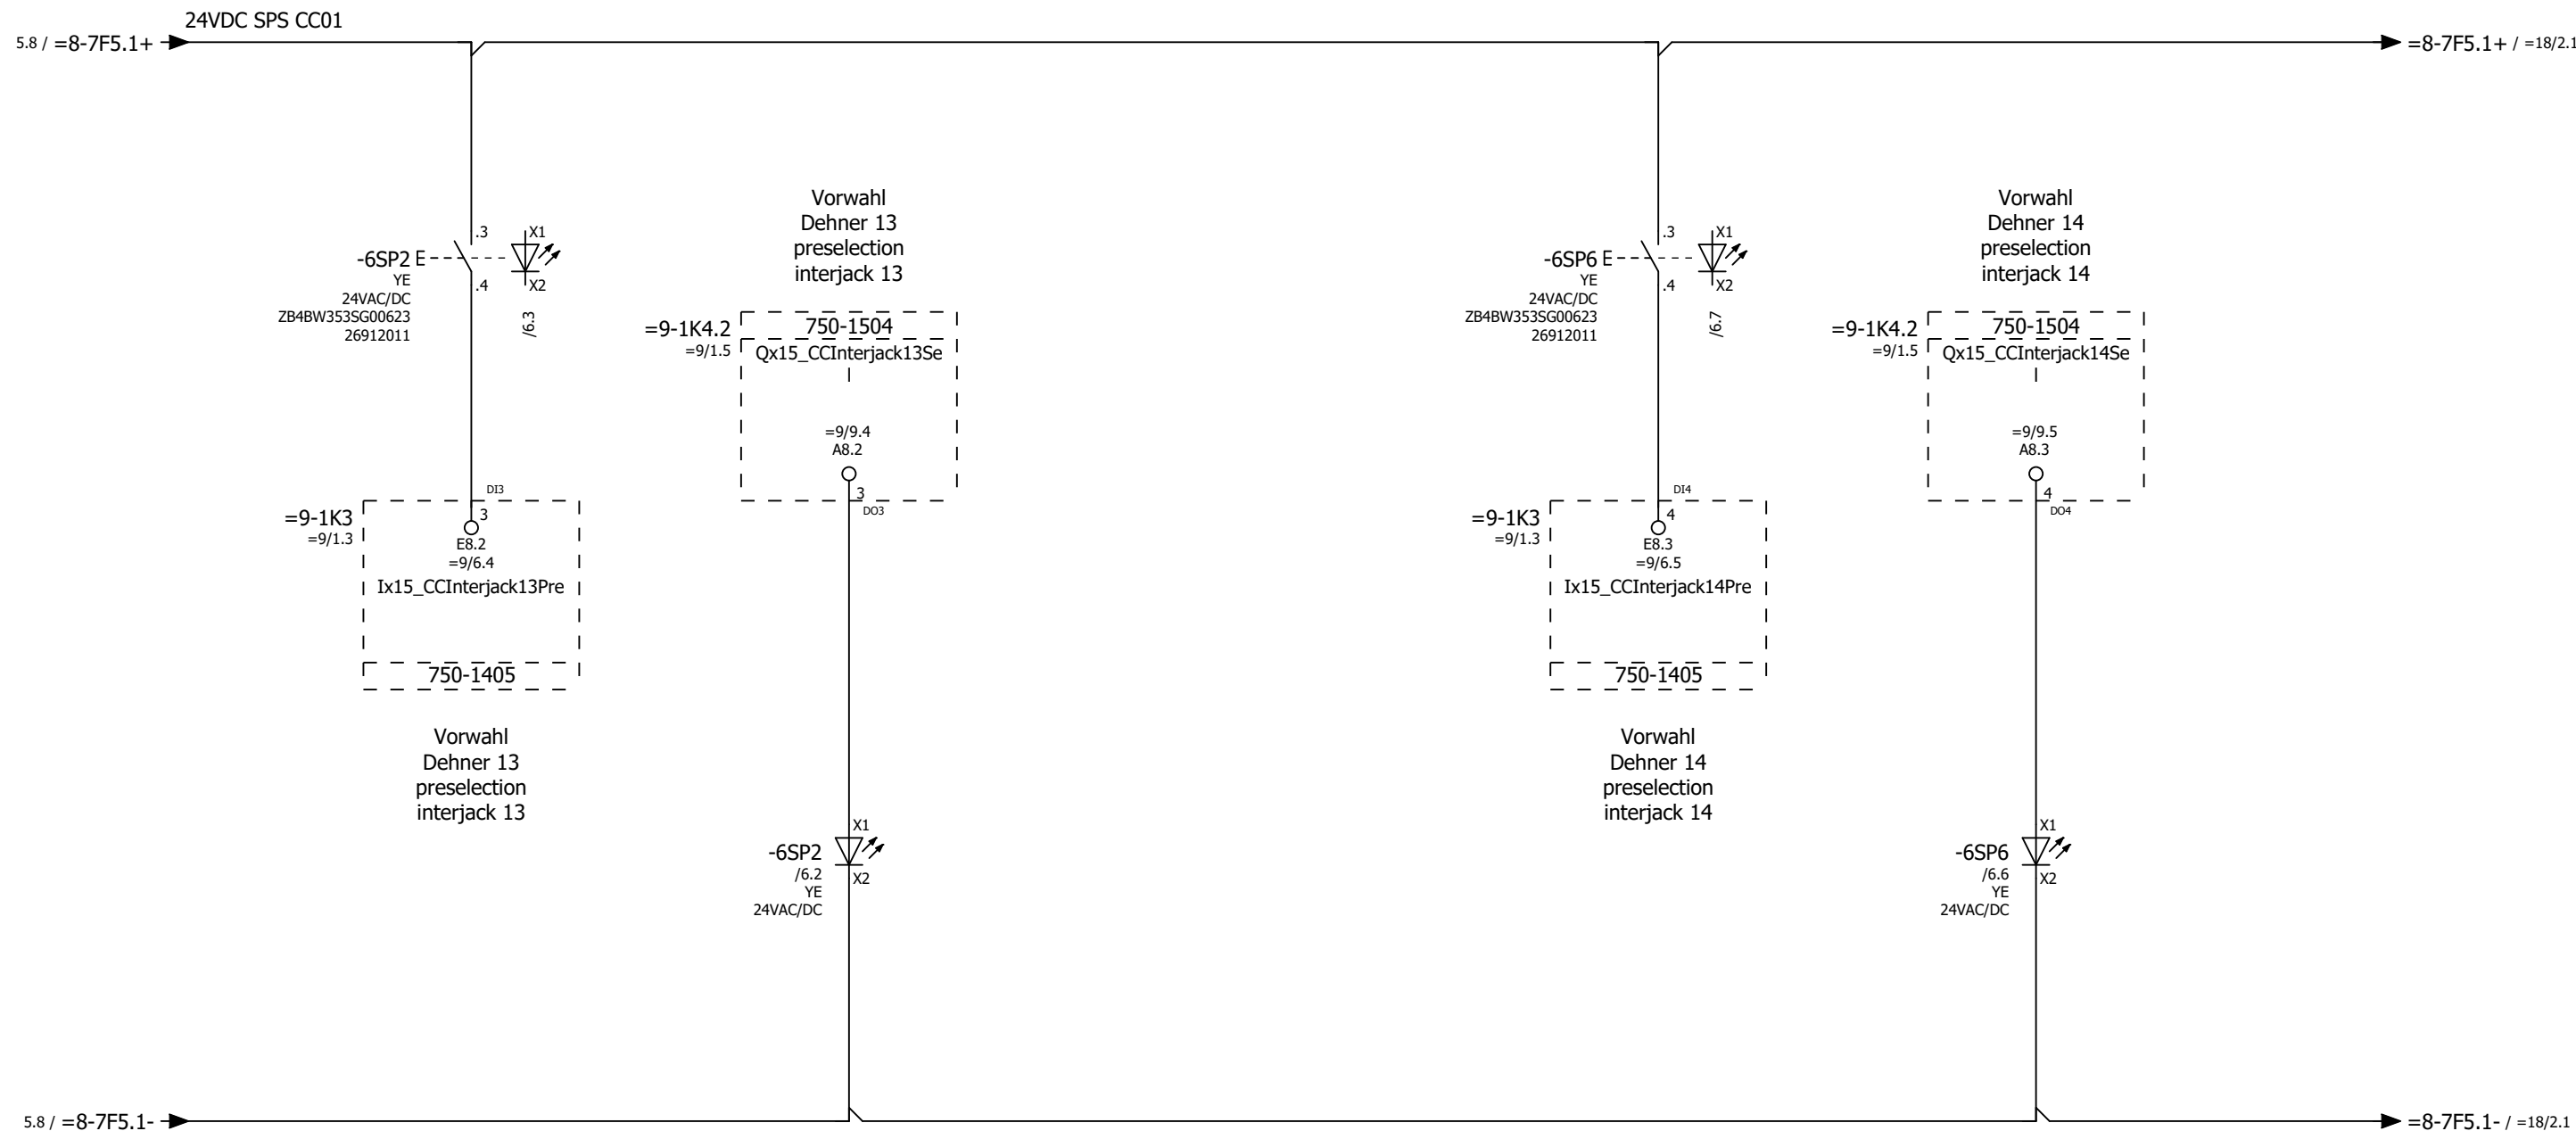 24VDC SPS CC01
5.8 / =8-7F5.1+
=8-7F5.1+ / =18/2.1
-6SP2
YE
24VAC/DC
ZB4BW353SG00623
26912011
E
.3
.4
X1
X2
/6.3
Vorwahl
Dehner 13
preselection
interjack 13
=9-1K4.2
=9/1.5
750-1504
Qx15_CCInterjack13Se
=9/9.4
A8.2
3
DO3
=9-1K3
=9/1.3
DI3
3
E8.2
=9/6.4
Ix15_CCInterjack13Pre
750-1405
Vorwahl
Dehner 13
preselection
interjack 13
-6SP2
/6.2
YE
24VAC/DC
X1
X2
-6SP6
YE
24VAC/DC
ZB4BW353SG00623
26912011
E
.3
.4
X1
X2
/6.7
Vorwahl
Dehner 14
preselection
interjack 14
=9-1K4.2
=9/1.5
750-1504
Qx15_CCInterjack14Se
=9/9.5
A8.3
4
DO4
=9-1K3
=9/1.3
DI4
4
E8.3
=9/6.5
Ix15_CCInterjack14Pre
750-1405
Vorwahl
Dehner 14
preselection
interjack 14
-6SP6
/6.6
YE
24VAC/DC
X1
X2
5.8 / =8-7F5.1-
=8-7F5.1- / =18/2.1